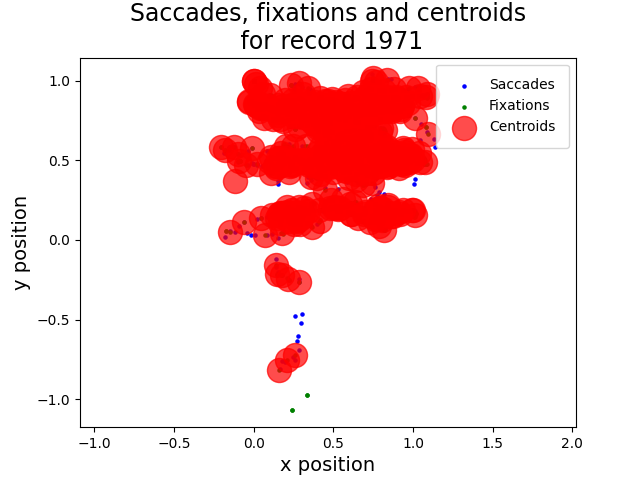 Saccades, fixations and centroids
for record 1971
1.0
0.5
0.0
−0.5
−1.0
y position
−1.0
−0.5
0.0
0.5
1.0
1.5
2.0
x position
Saccades
Fixations
Centroids